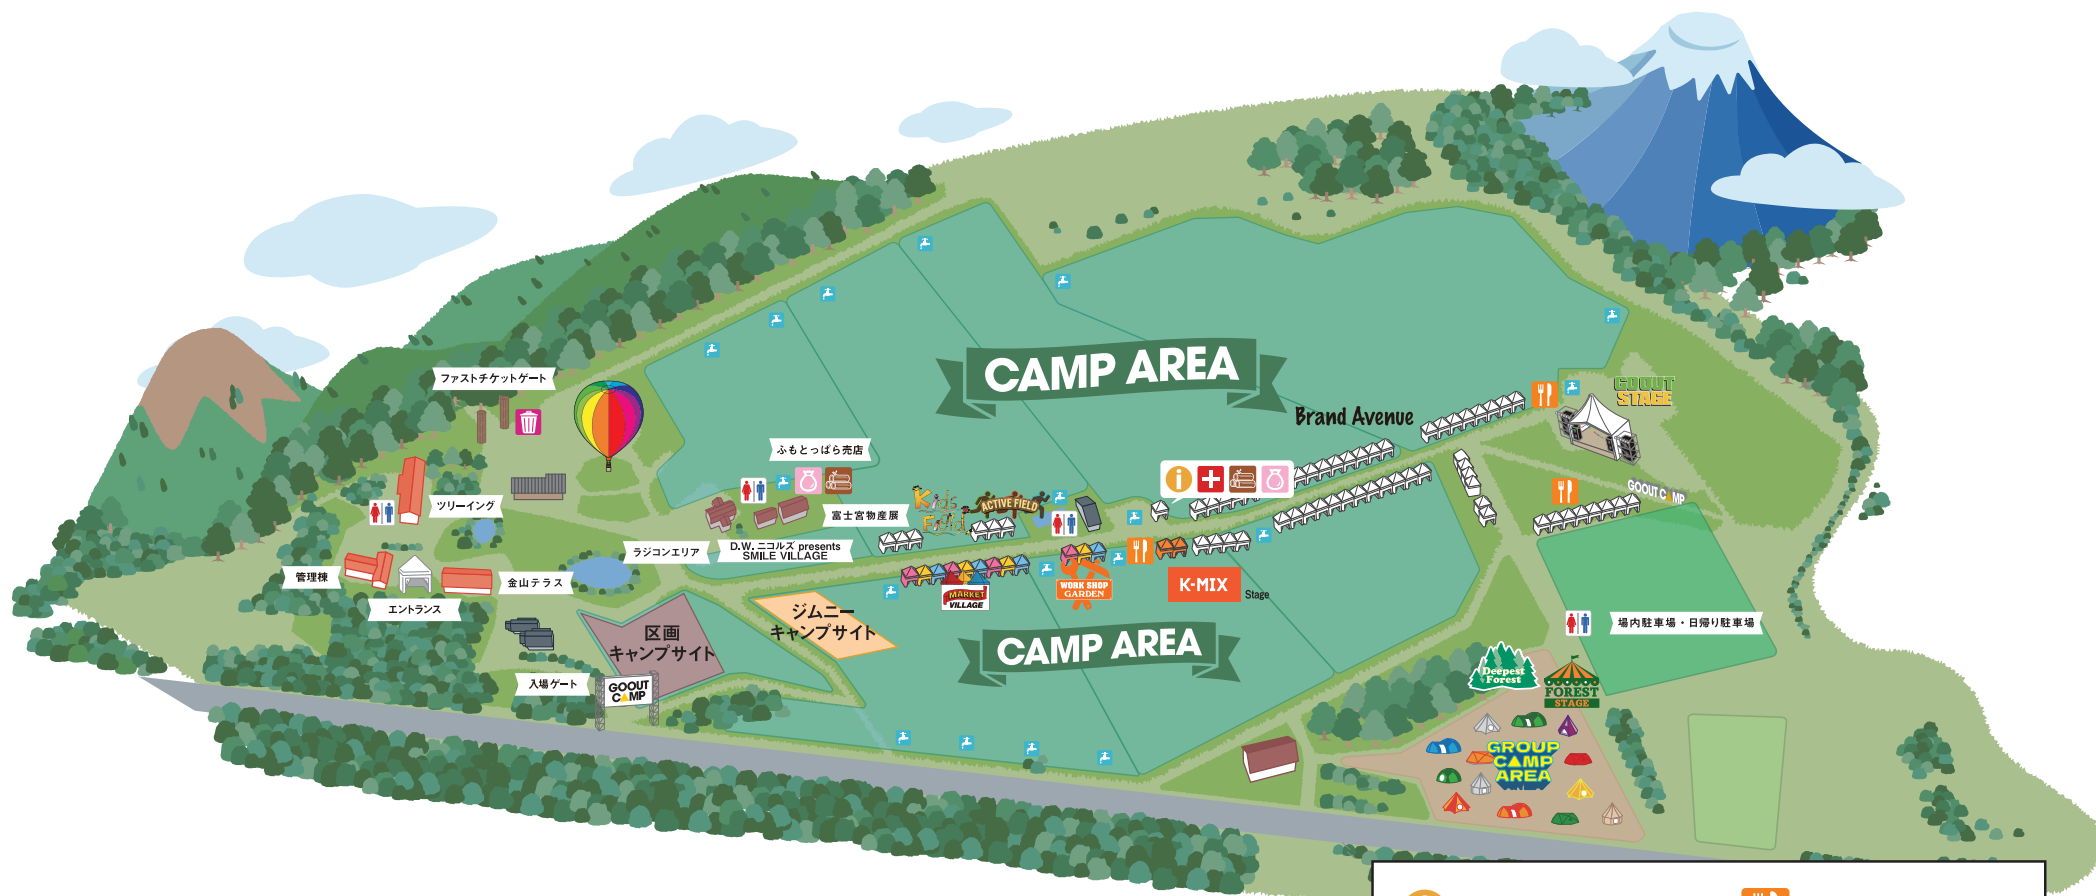 CAMP AREA
ファストチケットゲート
GOOUT
STAGE
Brand Avenue
ふもとっぱら売店
ツリーイング
富士宮物産展
Kids
Field
ACTIVE FIELD
GOOUT CAMP
ラジコンエリア
D.W. ニコルズ presents
SMILE VILLAGE
管理棟
金山テラス
エントランス
MARKET
VILLAGE
WORK SHOP
GARDEN
K-MIX
Stage
ジムニー
キャンプサイト
区画
キャンプサイト
CAMP AREA
場内駐車場・日帰り駐車場
入場ゲート
GOOUT
CAMP
Deepest
Forest
FOREST
STAGE
GROUP
CAMP
AREA